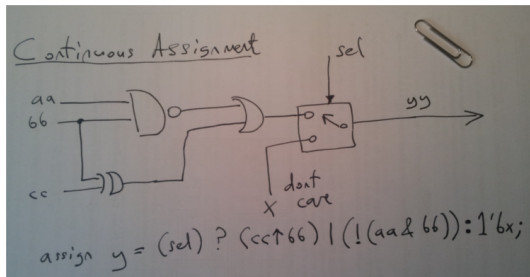 Continuous Assignment
sel
aa
bb
yy
cc
dont
care
X
assign y = (sel) ? (cc↑bb) | (!(aa & bb)) : 1'bx;